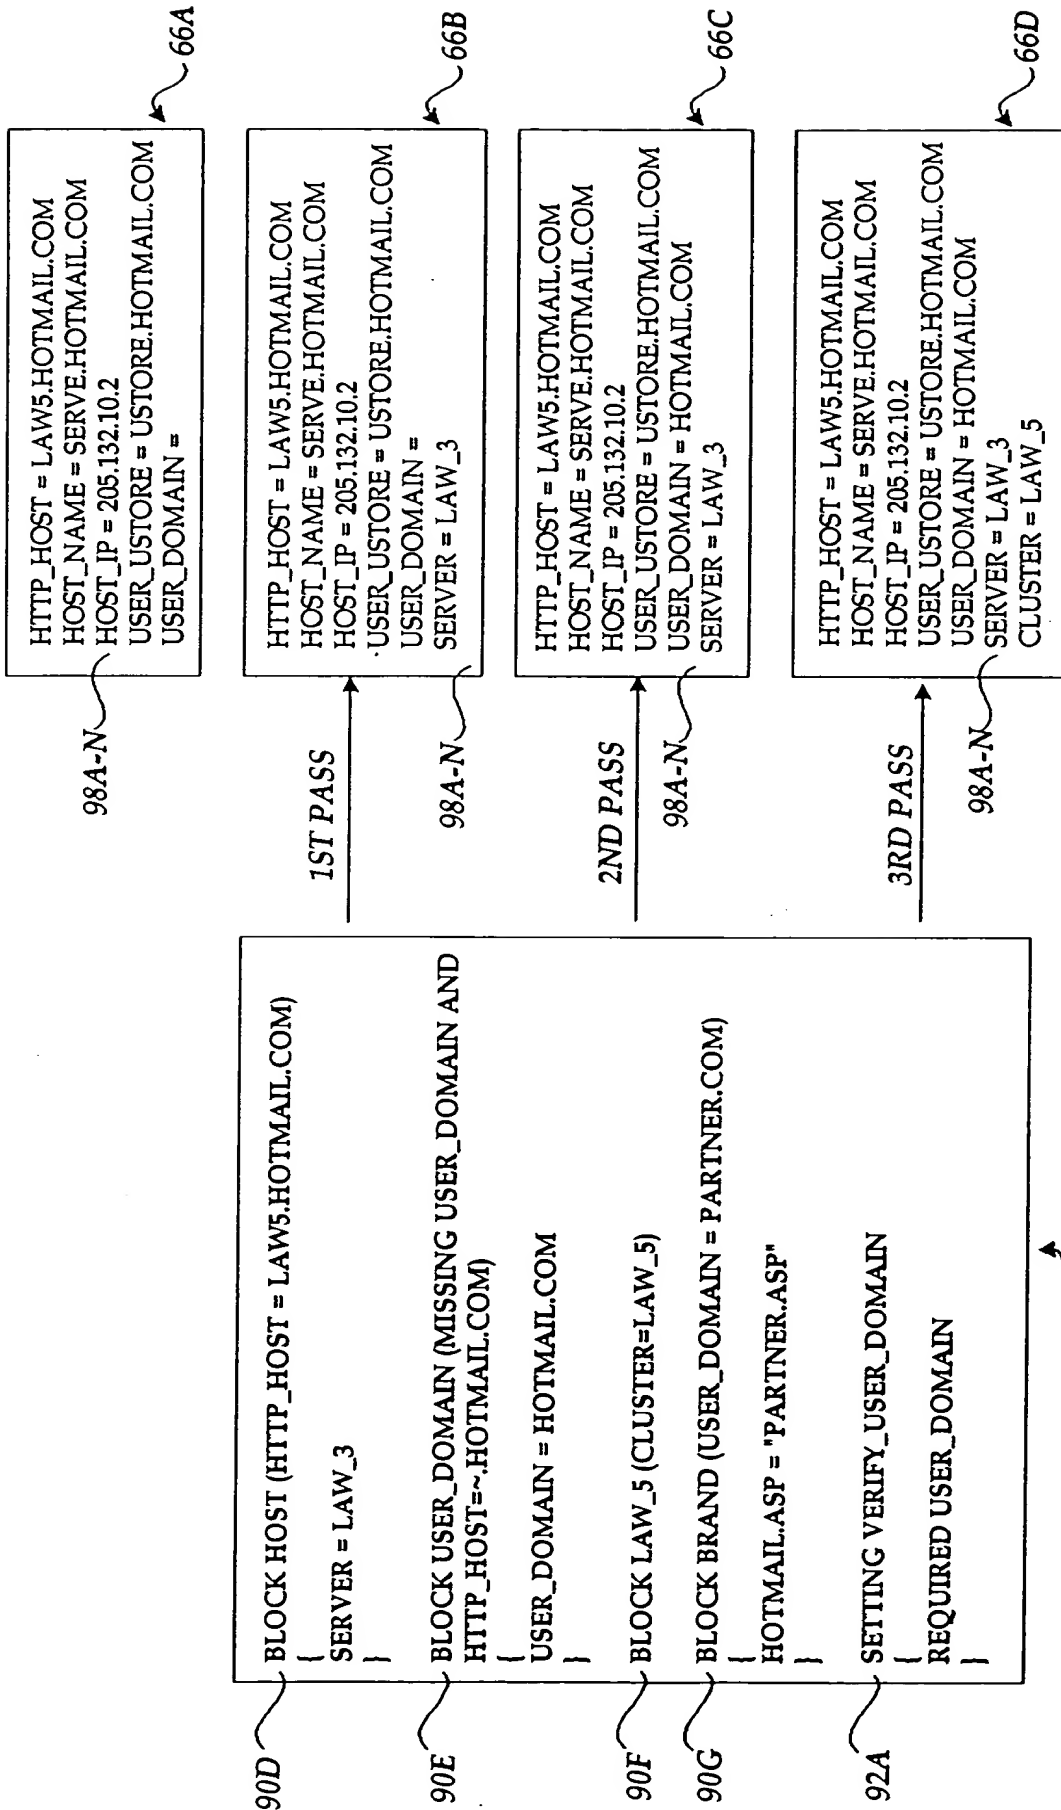 90D
BLOCK HOST (HTTP_HOST = LAW5.HOTMAIL.COM)
{
SERVER = LAW_3
}
90E
BLOCK USER_DOMAIN (MISSING USER_DOMAIN AND
HTTP_HOST=~.HOTMAIL.COM)
{
USER_DOMAIN = HOTMAIL.COM
}
90F
BLOCK LAW_5 (CLUSTER=LAW_5)
90G
BLOCK BRAND (USER_DOMAIN = PARTNER.COM)
{
HOTMAIL.ASP = "PARTNER.ASP"
}
92A
SETTING VERIFY_USER_DOMAIN
{
REQUIRED USER_DOMAIN
}
HTTP_HOST = LAW5.HOTMAIL.COM
HOST_NAME = SERVE.HOTMAIL.COM
HOST_IP = 205.132.10.2
USER_USTORE = USTORE.HOTMAIL.COM
USER_DOMAIN =
98A-N
66A
1ST PASS
HTTP_HOST = LAW5.HOTMAIL.COM
HOST_NAME = SERVE.HOTMAIL.COM
HOST_IP = 205.132.10.2
USER_USTORE = USTORE.HOTMAIL.COM
USER_DOMAIN =
SERVER = LAW_3
98A-N
66B
2ND PASS
HTTP_HOST = LAW5.HOTMAIL.COM
HOST_NAME = SERVE.HOTMAIL.COM
HOST_IP = 205.132.10.2
USER_USTORE = USTORE.HOTMAIL.COM
USER_DOMAIN = HOTMAIL.COM
SERVER = LAW_3
98A-N
66C
3RD PASS
HTTP_HOST = LAW5.HOTMAIL.COM
HOST_NAME = SERVE.HOTMAIL.COM
HOST_IP = 205.132.10.2
USER_USTORE = USTORE.HOTMAIL.COM
USER_DOMAIN = HOTMAIL.COM
SERVER = LAW_3
CLUSTER = LAW_5
98A-N
66D